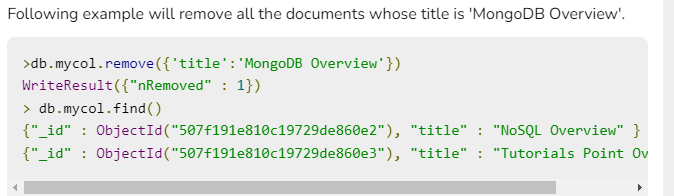 Following example will remove all the documents whose title is 'MongoDB Overview'.
>db.mycol.remove({'title':'MongoDB Overview'})
WriteResult({"nRemoved" : 1})
> db.mycol.find()
{"_id" : ObjectId("507f191e810c19729de860e2"), "title" : "NoSQL Overview" }
{"_id" : ObjectId("507f191e810c19729de860e3"), "title" : "Tutorials Point Ov